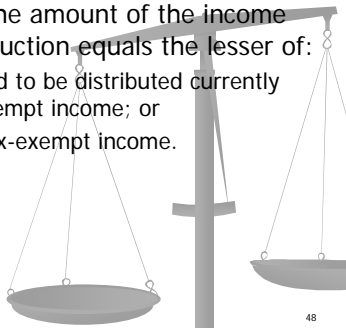 he amount of the income
uction equals the lesser of:
d to be distributed currently
empt income; or
x-exempt income.
48